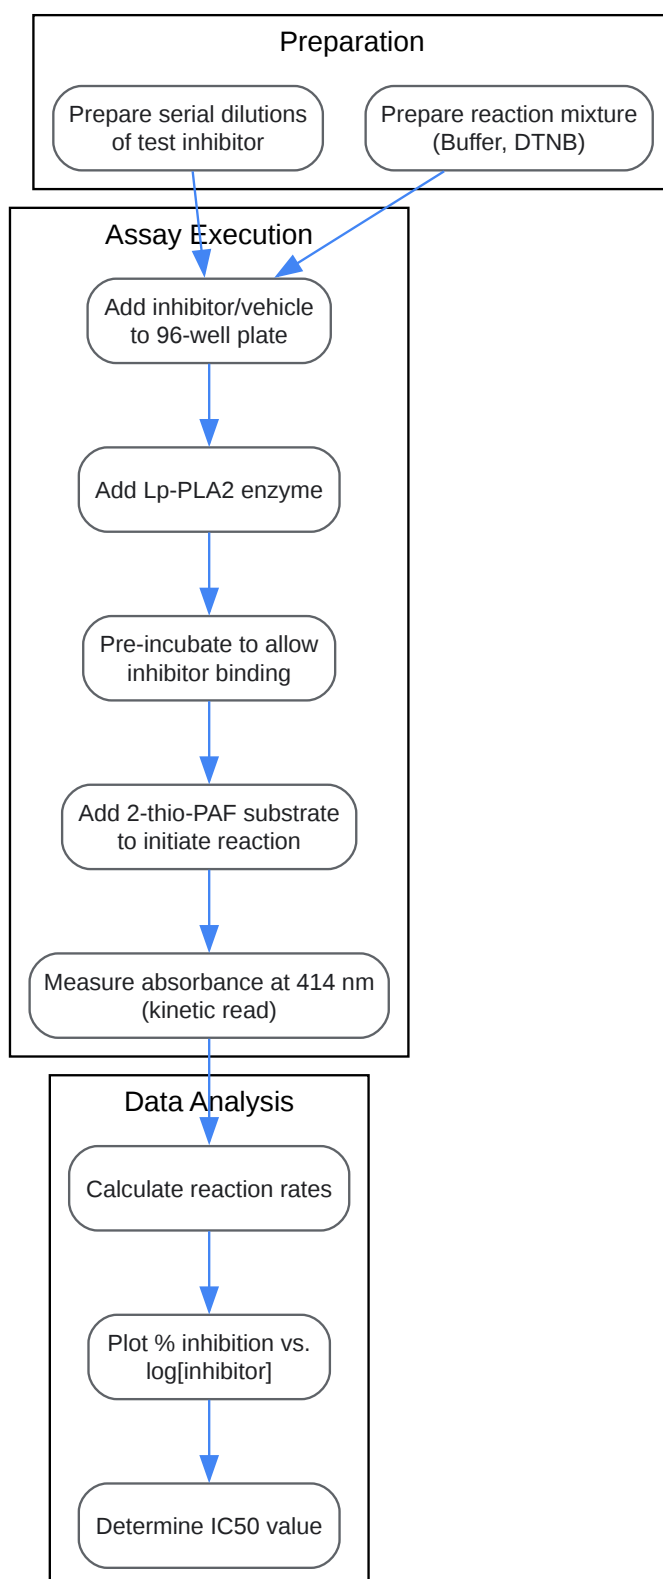 Preparation
Prepare serial dilutions
of test inhibitor
Prepare reaction mixture
(Buffer, DTNB)
Assay Execution
Add inhibitor/vehicle
to 96-well plate
Add Lp-PLA2 enzyme
Pre-incubate to allow
inhibitor binding
Add 2-thio-PAF substrate
to initiate reaction
Measure absorbance at 414 nm
(kinetic read)
Data Analysis
Calculate reaction rates
Plot % inhibition vs.
log[inhibitor]
Determine IC50 value